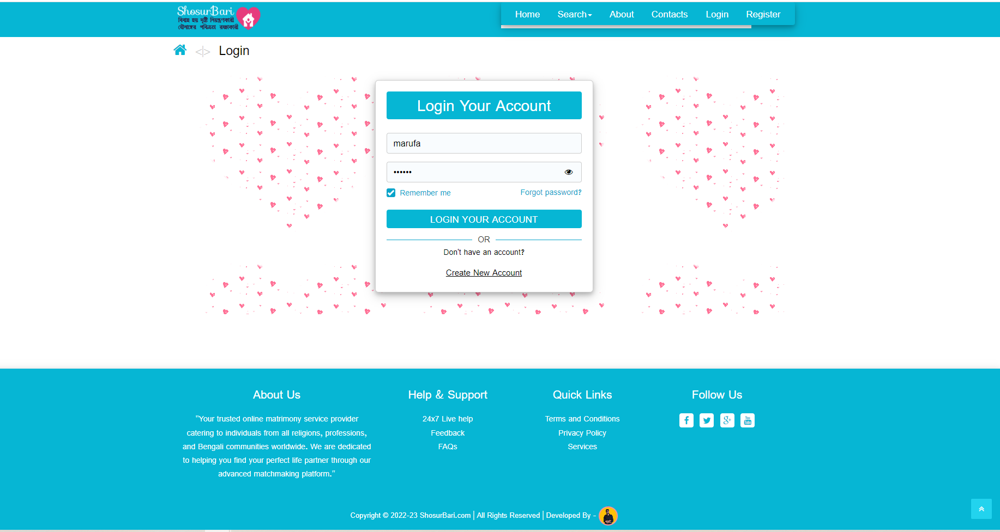 ShosurBari
বিবাহ হয় দৃষ্টি নিয়ন্ত্রণকারী
যৌনাঙ্গের পবিত্রতা রক্ষাকারী
Home Search About Contacts Login Register
<|> Login
Login Your Account
marufa
••••••
Remember me Forgot password?
LOGIN YOUR ACCOUNT
OR
Don't have an account?
Create New Account
About Us
"Your trusted online matrimony service provider
catering to individuals from all religions, professions,
and Bengali communities worldwide. We are dedicated
to helping you find your perfect life partner through our
advanced matchmaking platform."
Help & Support
24x7 Live help
Feedback
FAQs
Quick Links
Terms and Conditions
Privacy Policy
Services
Follow Us
f g+ You Tube
Copyright © 2022-23 ShosurBari.com | All Rights Reserved | Developed By -